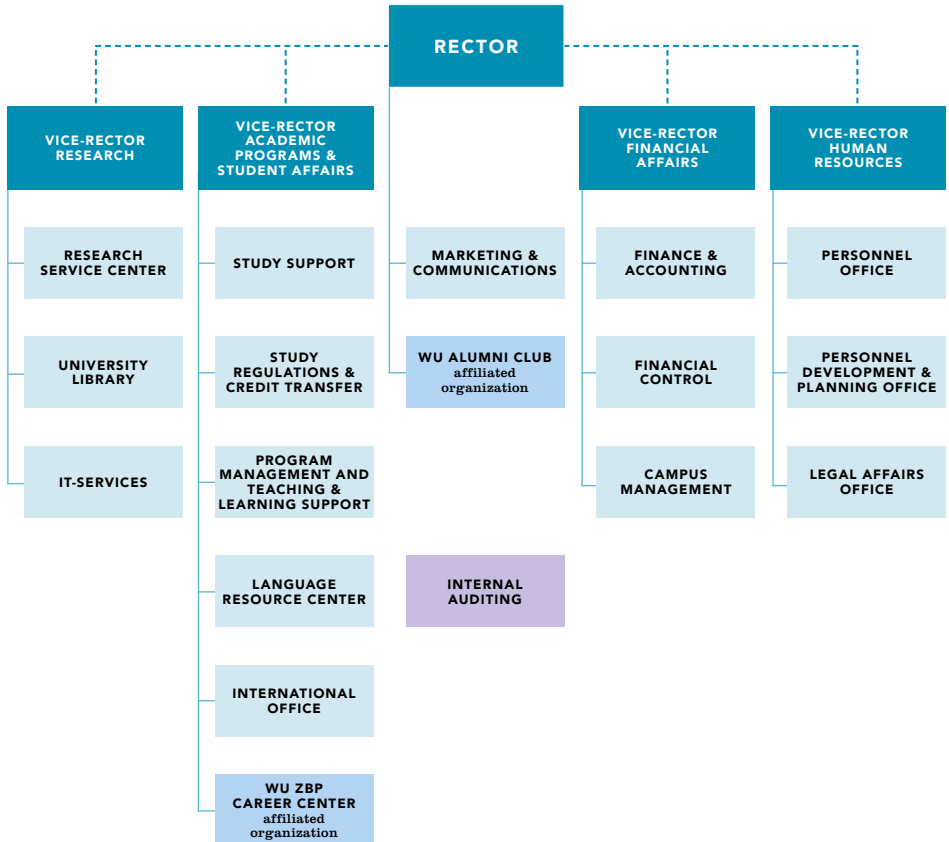 RECTOR
VICE-RECTOR
RESEARCH
VICE-RECTOR
ACADEMIC
PROGRAMS &
STUDENT AFFAIRS
VICE-RECTOR
FINANCIAL
AFFAIRS
VICE-RECTOR
HUMAN
RESOURCES
RESEARCH
SERVICE CENTER
STUDY SUPPORT
MARKETING &
COMMUNICATIONS
FINANCE &
ACCOUNTING
PERSONNEL
OFFICE
UNIVERSITY
LIBRARY
STUDY
REGULATIONS &
CREDIT TRANSFER
WU ALUMNI CLUB
affiliated
organization
FINANCIAL
CONTROL
PERSONNEL
DEVELOPMENT &
PLANNING OFFICE
IT-SERVICES
PROGRAM
MANAGEMENT AND
TEACHING &
LEARNING SUPPORT
CAMPUS
MANAGEMENT
LEGAL AFFAIRS
OFFICE
LANGUAGE
RESOURCE CENTER
INTERNAL
AUDITING
INTERNATIONAL
OFFICE
WU ZBP
CAREER CENTER
affiliated
organization